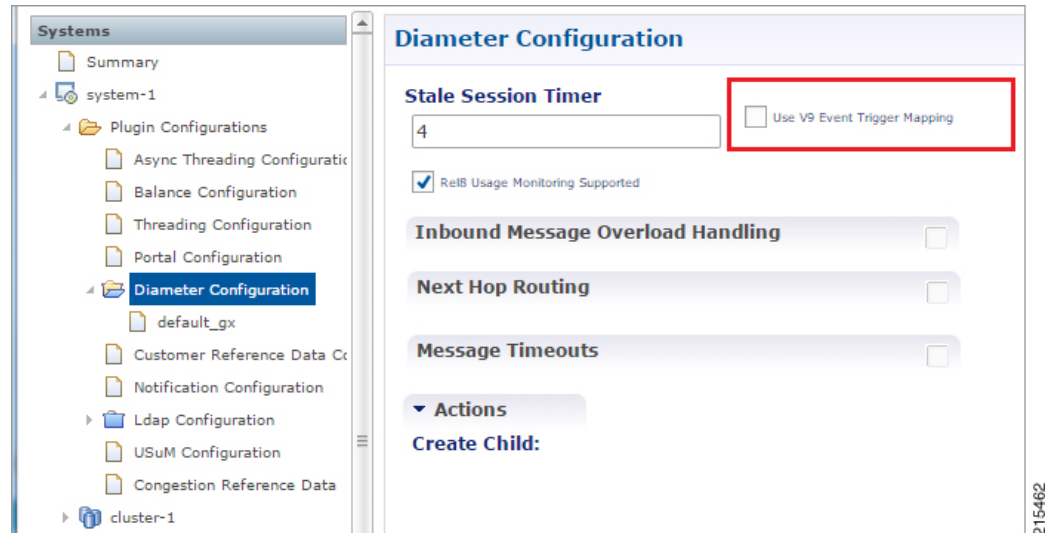 Systems
Summary
system-1
Plugin Configurations
Async Threading Configuratic
Balance Configuration
Threading Configuration
Portal Configuration
Diameter Configuration
default_gx
Customer Reference Data Cc
Notification Configuration
Ldap Configuration
USuM Configuration
Congestion Reference Data
cluster-1
Diameter Configuration
Stale Session Timer
4
Use V9 Event Trigger Mapping
Rel8 Usage Monitoring Supported
Inbound Message Overload Handling
Next Hop Routing
Message Timeouts
Actions
Create Child:
215462